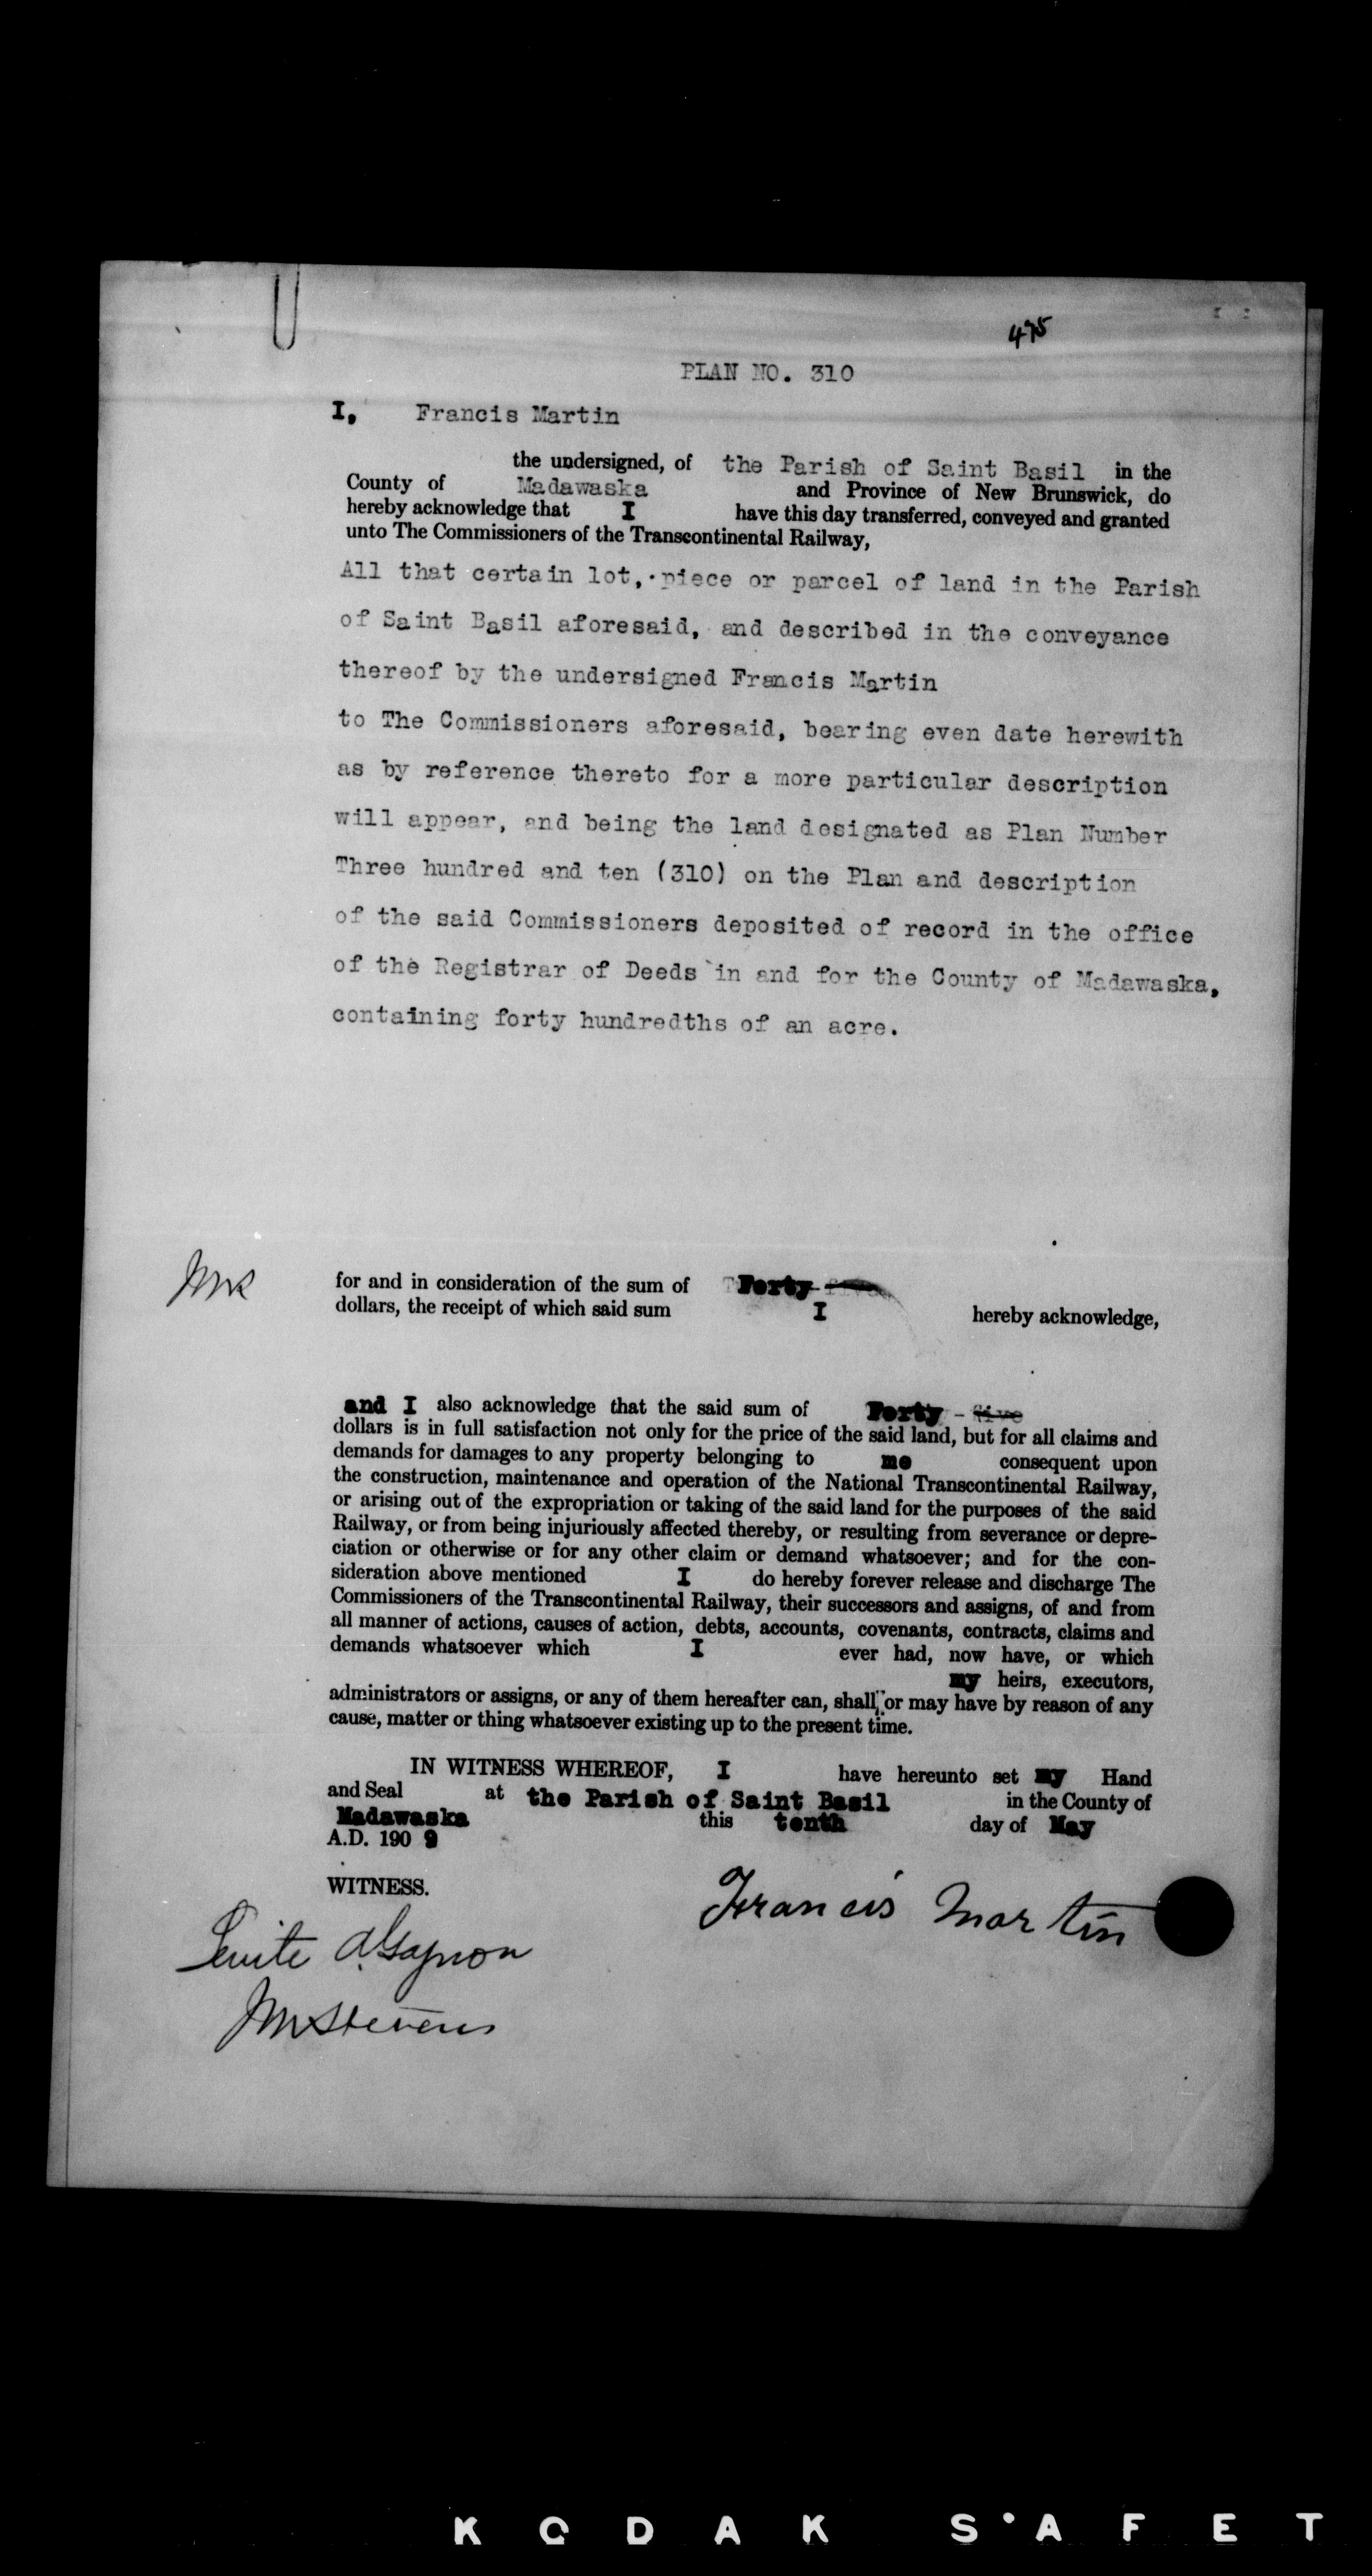 475
PLAN NO. 310
I, Francis Martin
the undersigned, of the Parish of Saint Basil in the
County of Madawaska and Province of New Brunswick, do
hereby acknowledge that I have this day transferred, conveyed and granted
unto The Commissioners of the Transcontinental Railway,
All that certain lot, piece or parcel of land in the Parish
of Saint Basil aforesaid, and described in the conveyance
thereof by the undersigned Francis Martin
to The Commissioners aforesaid, bearing even date herewith
as by reference thereto for a more particular description
will appear, and being the land designated as Plan Number
Three hundred and ten (310) on the Plan and description
of the said Commissioners deposited of record in the office
of the Registrar of Deeds in and for the County of Madawaska,
containing forty hundredths of an acre.
for and in consideration of the sum of Forty
dollars, the receipt of which said sum I hereby acknowledge,
and I also acknowledge that the said sum of Forty - five
dollars is in full satisfaction not only for the price of the said land, but for all claims and
demands for damages to any property belonging to me consequent upon
the construction, maintenance and operation of the National Transcontinental Railway,
or arising out of the expropriation or taking of the said land for the purposes of the said
Railway, or from being injuriously affected thereby, or resulting from severance or depre-
ciation or otherwise or for any other claim or demand whatsoever; and for the con-
sideration above mentioned I do hereby forever release and discharge The
Commissioners of the Transcontinental Railway, their successors and assigns, of and from
all manner of actions, causes of action, debts, accounts, covenants, contracts, claims and
demands whatsoever which I ever had, now have, or which
my heirs, executors,
administrators or assigns, or any of them hereafter can, shall, or may have by reason of any
cause, matter or thing whatsoever existing up to the present time.
IN WITNESS WHEREOF, I have hereunto set my Hand
and Seal at the Parish of Saint Basil in the County of
Madawaska this tenth day of May
A.D. 1909
WITNESS.
Francis Martin
Levite A. Gagnon
JM Stevens
KODAK SAFET